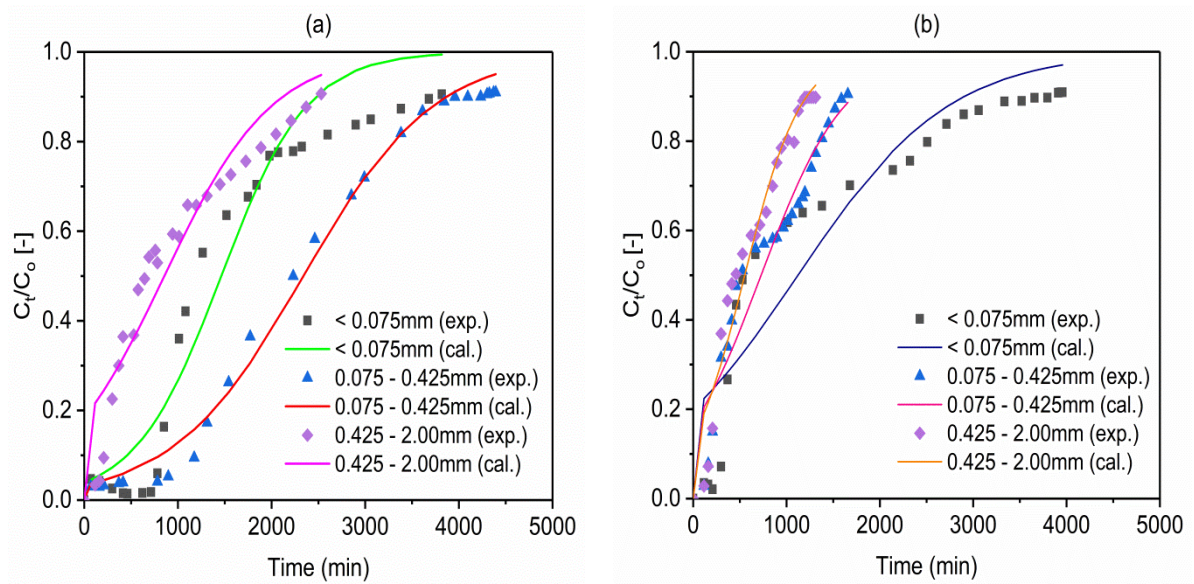 (a)
1.0
0.8
0.6
0.4
0.2
0.0
C_t/C_o [-]
0 1000 2000 3000 4000 5000
Time (min)
< 0.075mm (exp.)
< 0.075mm (cal.)
0.075 - 0.425mm (exp.)
0.075 - 0.425mm (cal.)
0.425 - 2.00mm (exp.)
0.425 - 2.00mm (cal.)
(b)
1.0
0.8
0.6
0.4
0.2
0.0
C_t/C_o [-]
0 1000 2000 3000 4000 5000
Time (min)
< 0.075mm (exp.)
< 0.075mm (cal.)
0.075 - 0.425mm (exp.)
0.075 - 0.425mm (cal.)
0.425 - 2.00mm (exp.)
0.425 - 2.00mm (cal.)